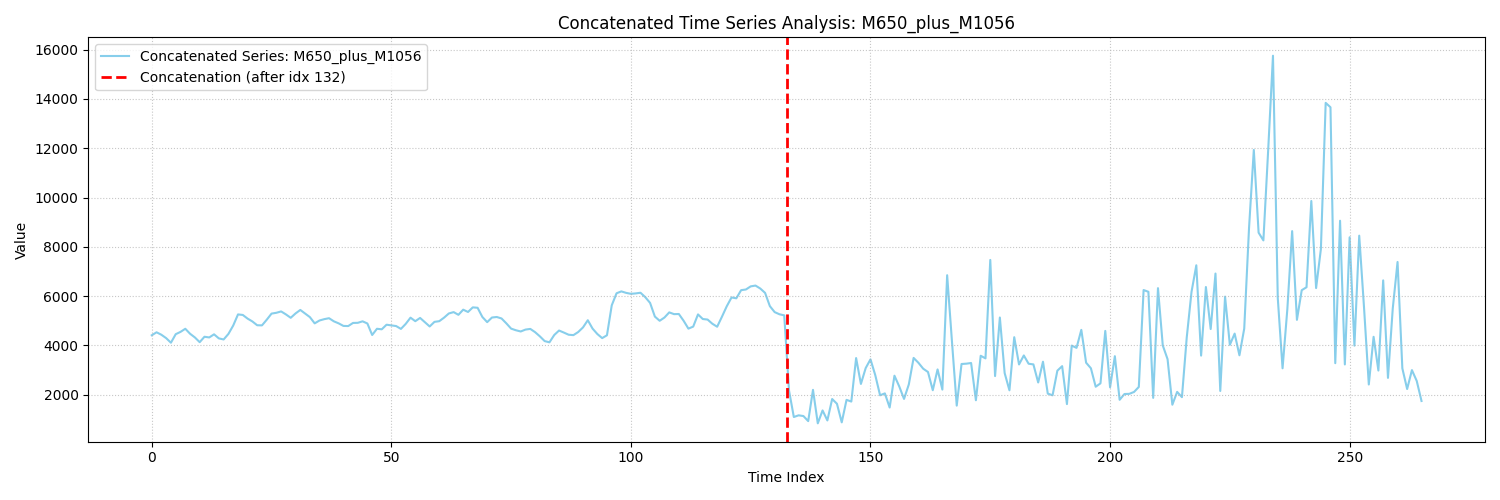 Concatenated Time Series Analysis: M650_plus_M1056
Concatenated Series: M650_plus_M1056
Concatenation (after idx 132)
16000
14000
12000
10000
8000
6000
4000
2000
Value
0 50 100 150 200 250
Time Index